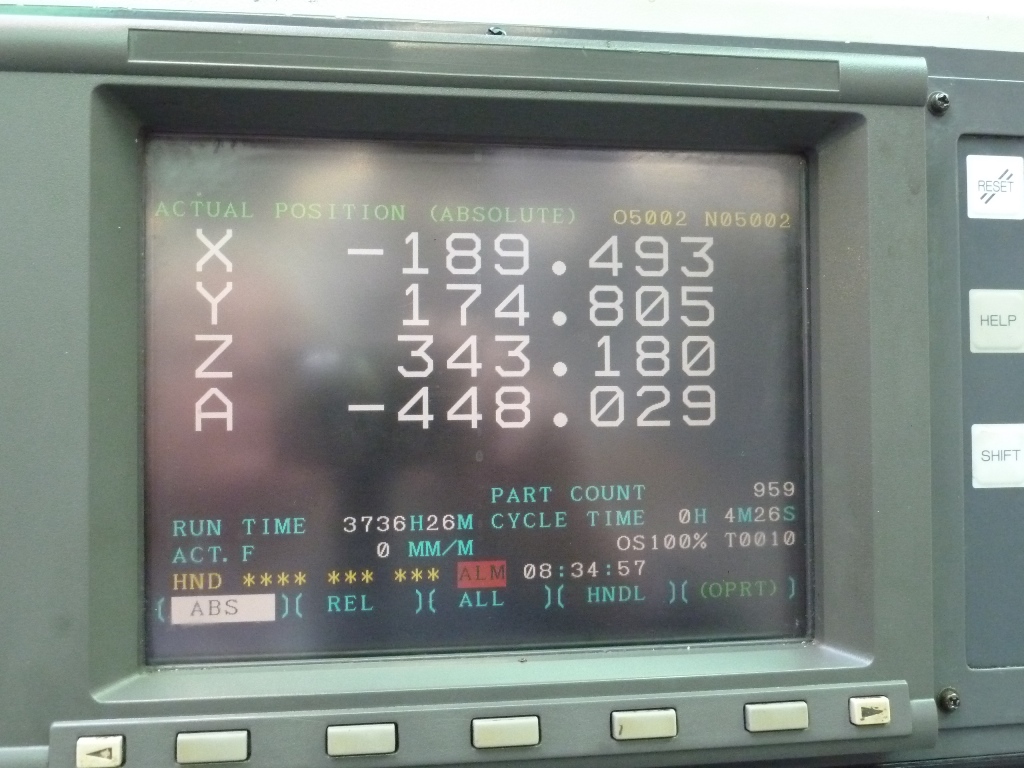 ACTUAL POSITION (ABSOLUTE) O5002 N05002
X -189.493
Y 174.805
Z 343.180
A -448.029
PART COUNT 959
RUN TIME 3736H26M CYCLE TIME 0H 4M26S
ACT.F 0 MM/M OS100% T0010
HND **** *** *** ALM 08:34:57
( ABS )( REL )( ALL )( HNDL )( (OPRT) )
RESET
HELP
SHIFT